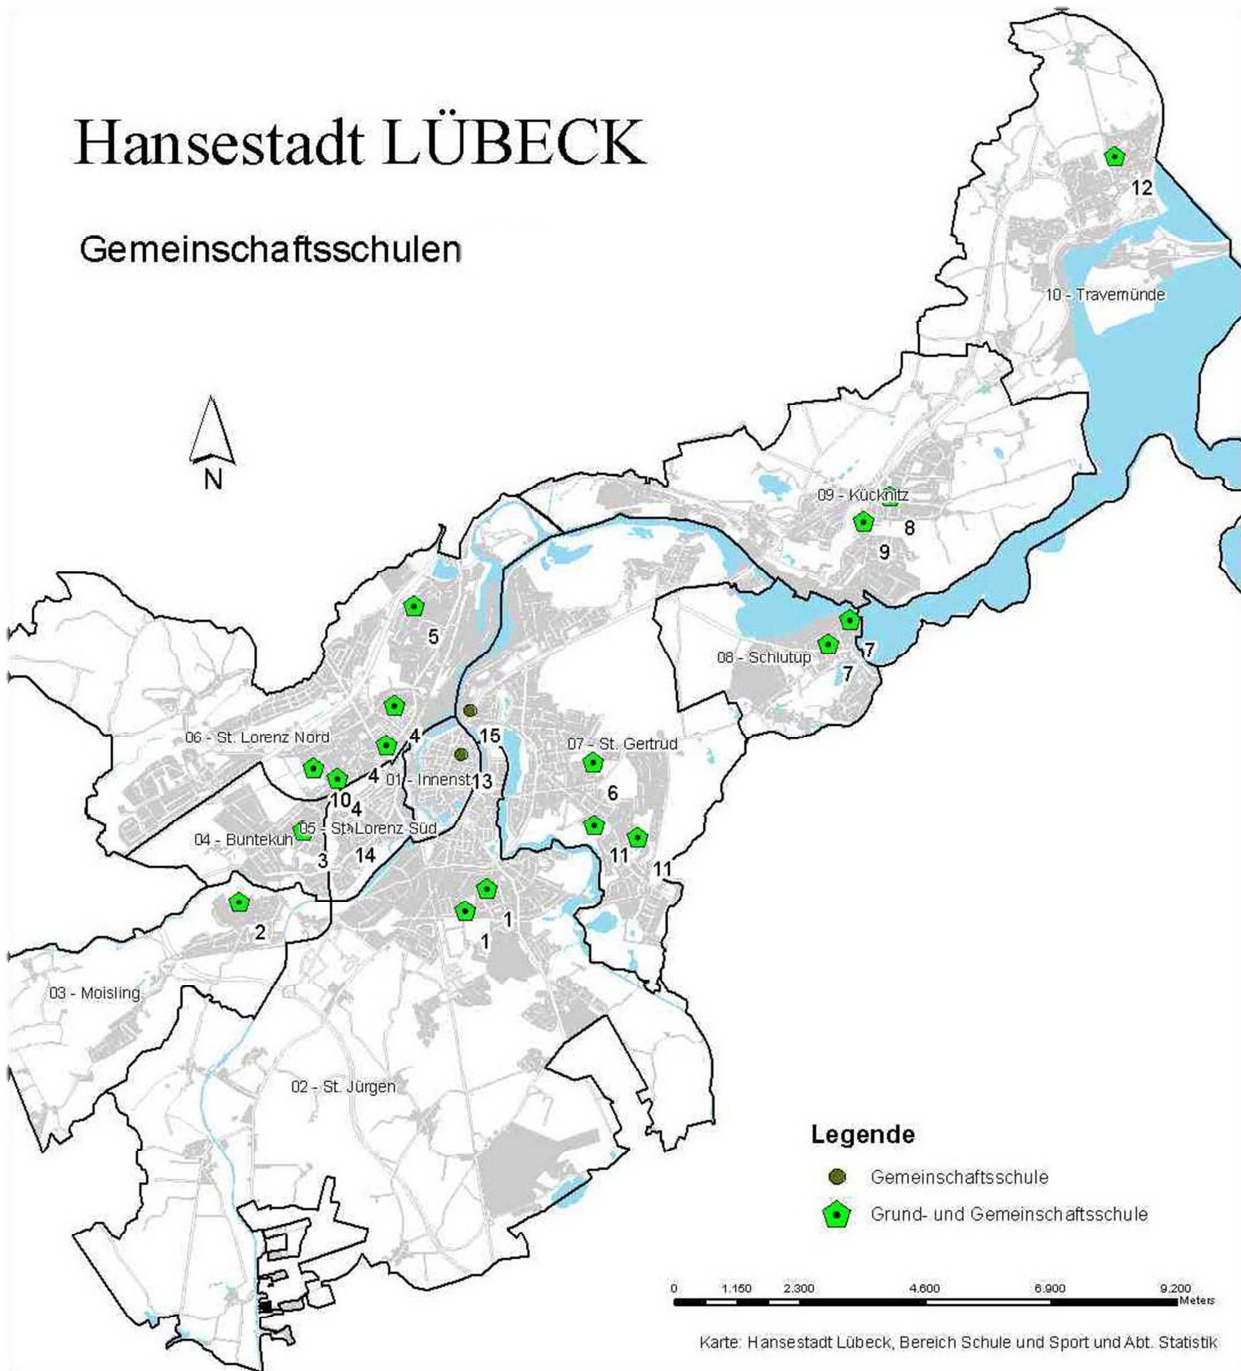 Hansestadt LÜBECK
Gemeinschaftsschulen
12
10 - Travemünde
N
09 - Kücknitz
8
9
5
7
08 - Schlutup
7
06 - St. Lorenz Nord
4
15
07 - St. Gertrud
4
01 - Innenst
13
10
4
6
05 - St. Lorenz Süd
04 - Buntekuh
3
14
11
11
2
1
1
03 - Moisling
02 - St. Jürgen
Legende
Gemeinschaftsschule
Grund- und Gemeinschaftsschule
0 1.150 2.300 4.600 6.900 9.200
Meters
Karte: Hansestadt Lübeck, Bereich Schule und Sport und Abt. Statistik